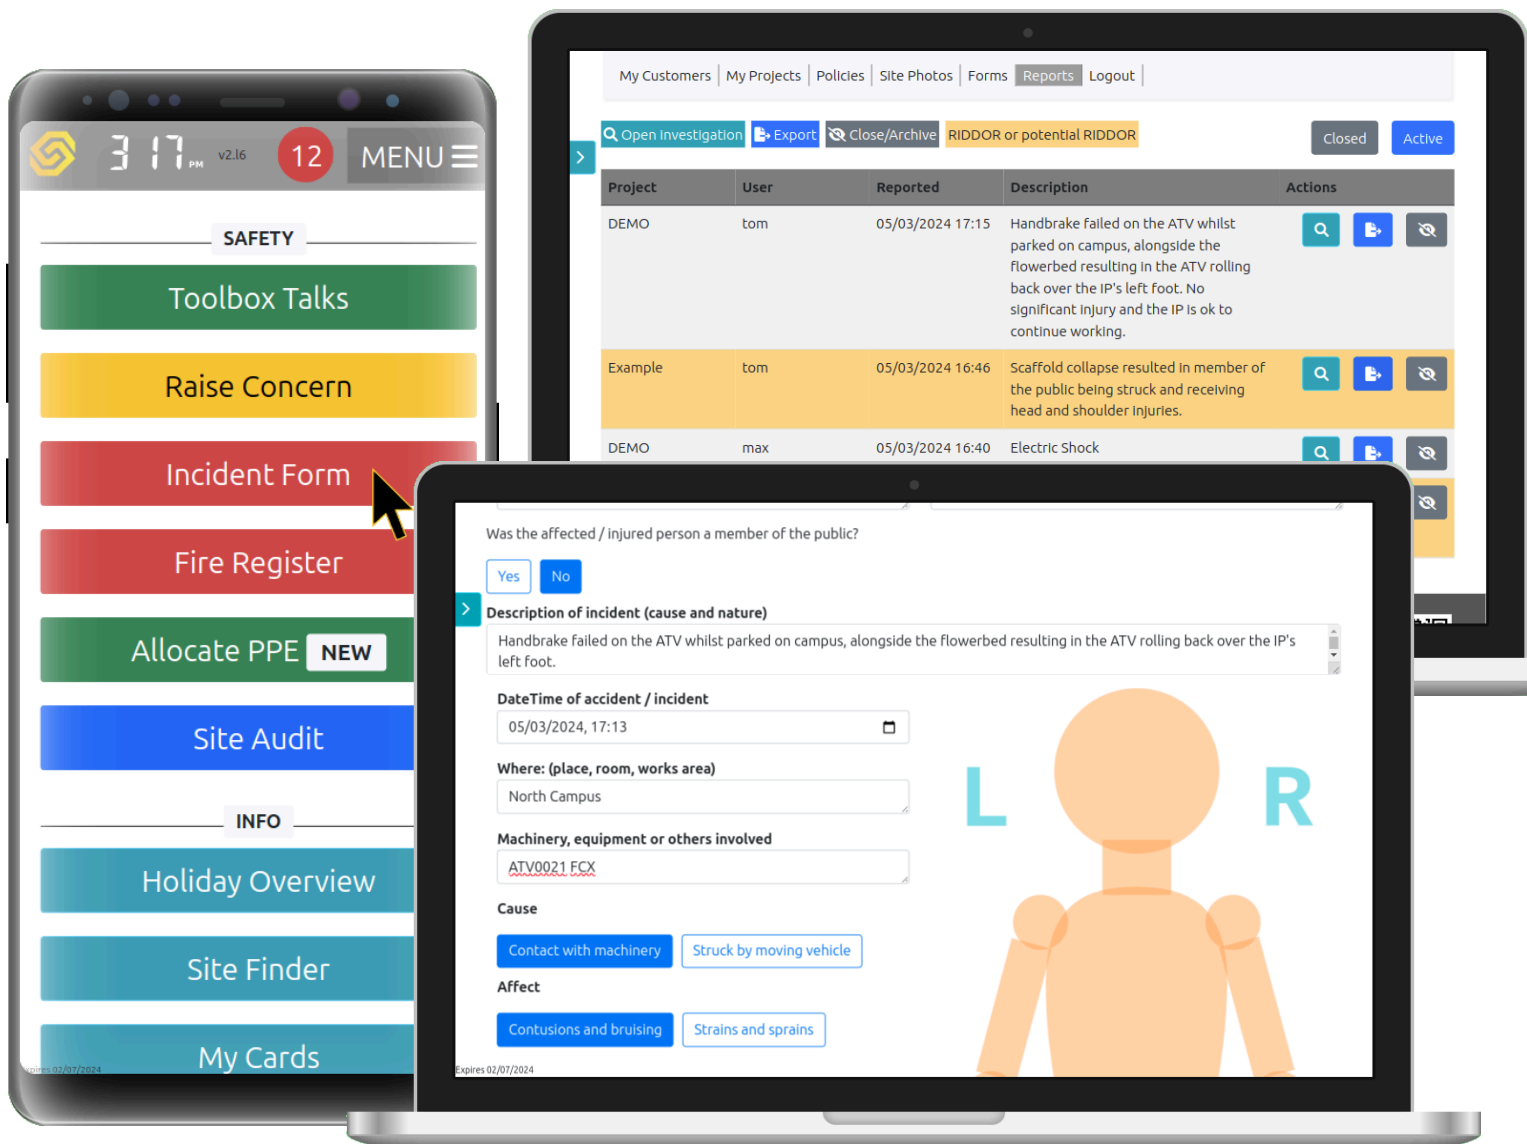 3 17 PM v2.16 12 MENU
SAFETY
Toolbox Talks
Raise Concern
Incident Form
Fire Register
Allocate PPE NEW
Site Audit
INFO
Holiday Overview
Site Finder
My Cards
xpires 02/07/2024
My Customers My Projects Policies Site Photos Forms Reports Logout
Open Investigation Export Close/Archive RIDDOR or potential RIDDOR Closed Active
Project User Reported Description Actions
DEMO tom 05/03/2024 17:15 Handbrake failed on the ATV whilst
parked on campus, alongside the
flowerbed resulting in the ATV rolling
back over the IP's left foot. No
significant injury and the IP is ok to
continue working.
Example tom 05/03/2024 16:46 Scaffold collapse resulted in member of
the public being struck and receiving
head and shoulder injuries.
DEMO max 05/03/2024 16:40 Electric Shock
Was the affected / injured person a member of the public?
Yes No
Description of incident (cause and nature)
Handbrake failed on the ATV whilst parked on campus, alongside the flowerbed resulting in the ATV rolling back over the IP's
left foot.
DateTime of accident / incident
05/03/2024, 17:13
Where: (place, room, works area)
North Campus
Machinery, equipment or others involved
ATV0021 FCX
Cause
Contact with machinery Struck by moving vehicle
Affect
Contusions and bruising Strains and sprains
L R
Expires 02/07/2024